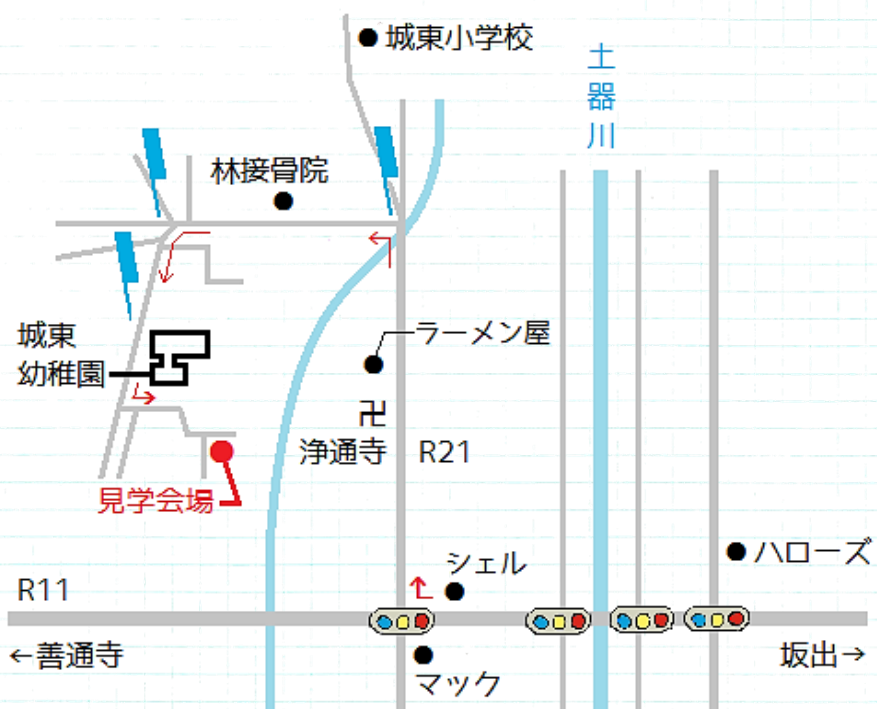 城東小学校
土器川
林接骨院
城東
幼稚園
ラーメン屋
卍
浄通寺
R21
見学会場
シェル
ハローズ
R11
←善通寺
坂出→
マック